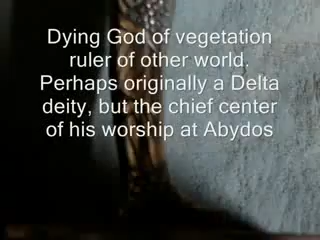 Dying God of vegetation
ruler of other world.
Perhaps originally a Delta
deity, but the chief center
of his worship at Abydos